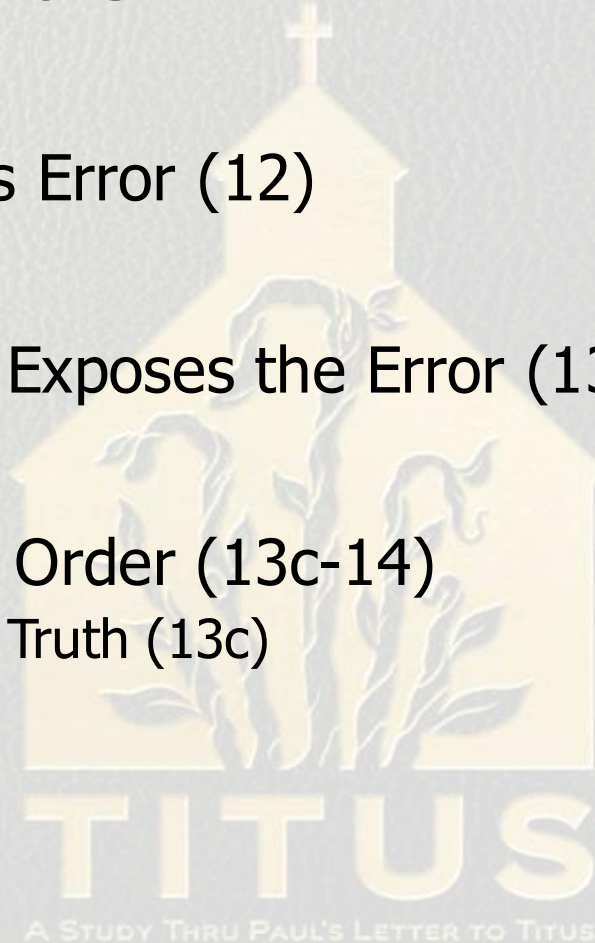 s Error (12)
Exposes the Error (13
Order (13c-14)
Truth (13c)
TITUS
A STUDY THRU PAUL'S LETTER TO TITUS